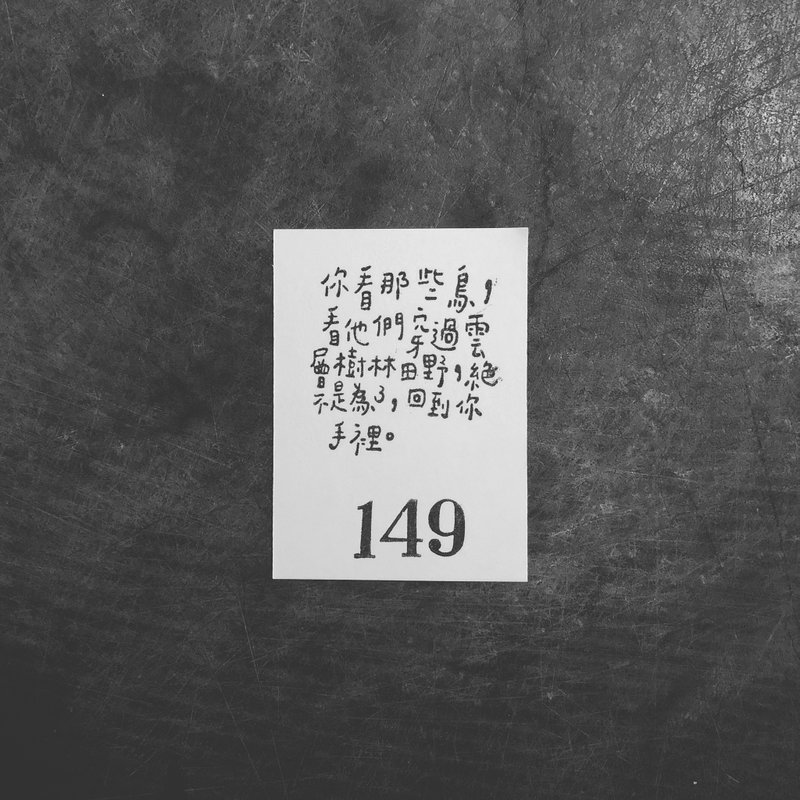 你看那些鳥，
看他們穿過雲
層樹林田野，絕
不是為了，回到你
手裡。
149